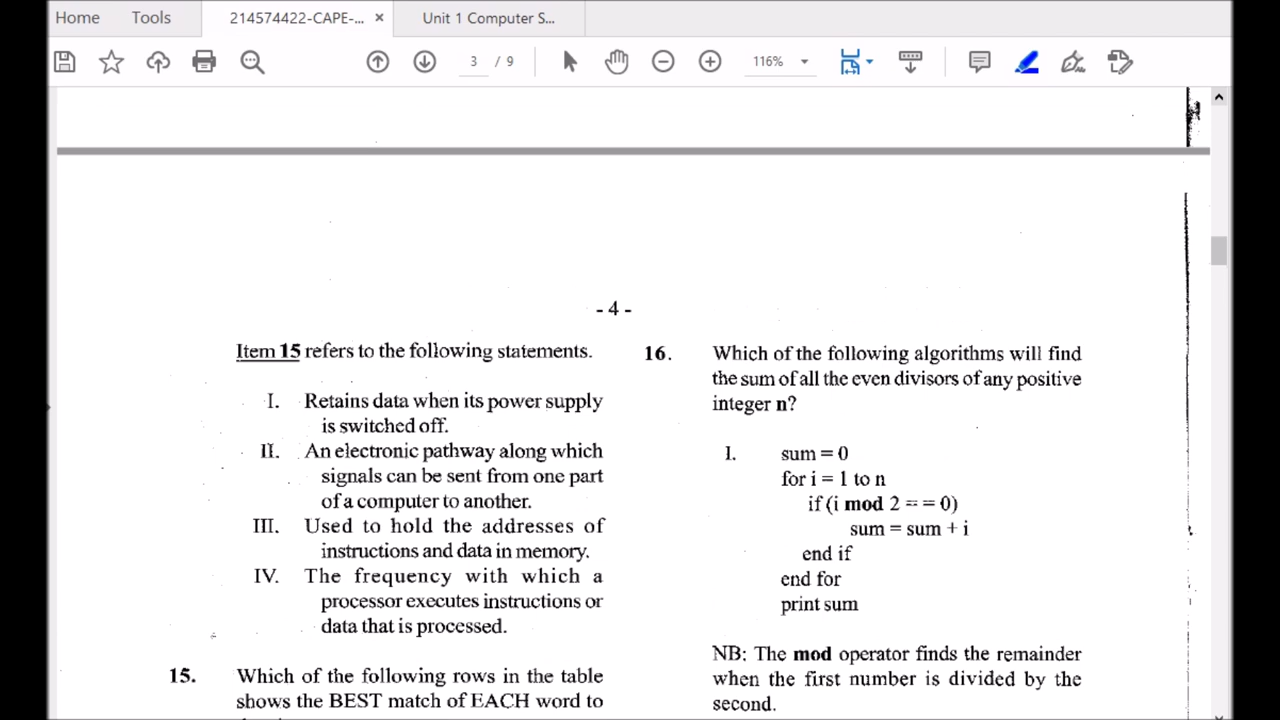 Home Tools 214574422-CAPE-... × Unit 1 Computer S...
3 / 9 116%
- 4 -
Item 15 refers to the following statements.
I. Retains data when its power supply
is switched off.
II. An electronic pathway along which
signals can be sent from one part
of a computer to another.
III. Used to hold the addresses of
instructions and data in memory.
IV. The frequency with which a
processor executes instructions or
data that is processed.
15. Which of the following rows in the table
shows the BEST match of EACH word to
16. Which of the following algorithms will find
the sum of all the even divisors of any positive
integer n?
I. sum = 0
for i = 1 to n
if (i mod 2 = = 0)
sum = sum + i
end if
end for
print sum
NB: The mod operator finds the remainder
when the first number is divided by the
second.